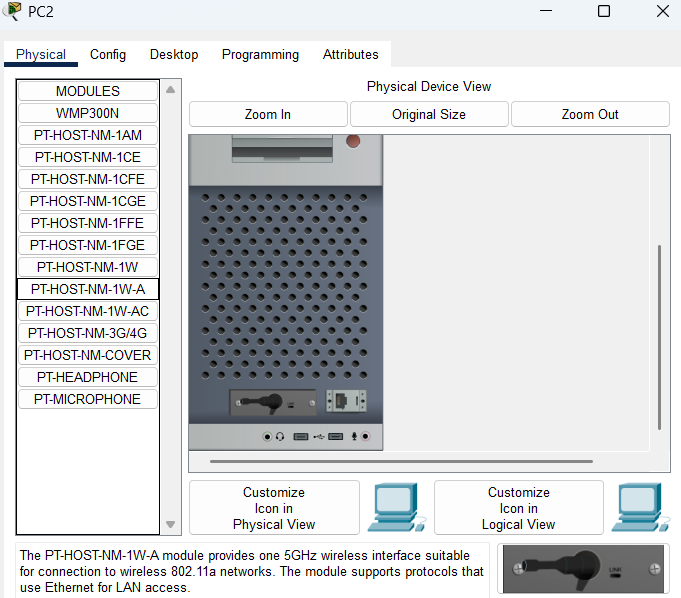 PC2
Physical
Config
Desktop
Programming
Attributes
MODULES
WMP300N
PT-HOST-NM-1AM
PT-HOST-NM-1CE
PT-HOST-NM-1CFE
PT-HOST-NM-1CGE
PT-HOST-NM-1FFE
PT-HOST-NM-1FGE
PT-HOST-NM-1W
PT-HOST-NM-1W-A
PT-HOST-NM-1W-AC
PT-HOST-NM-3G/4G
PT-HOST-NM-COVER
PT-HEADPHONE
PT-MICROPHONE
Physical Device View
Zoom In
Original Size
Zoom Out
Customize
Icon in
Physical View
Customize
Icon in
Logical View
The PT-HOST-NM-1W-A module provides one 5GHz wireless interface suitable
for connection to wireless 802.11a networks. The module supports protocols that
use Ethernet for LAN access.
LINK